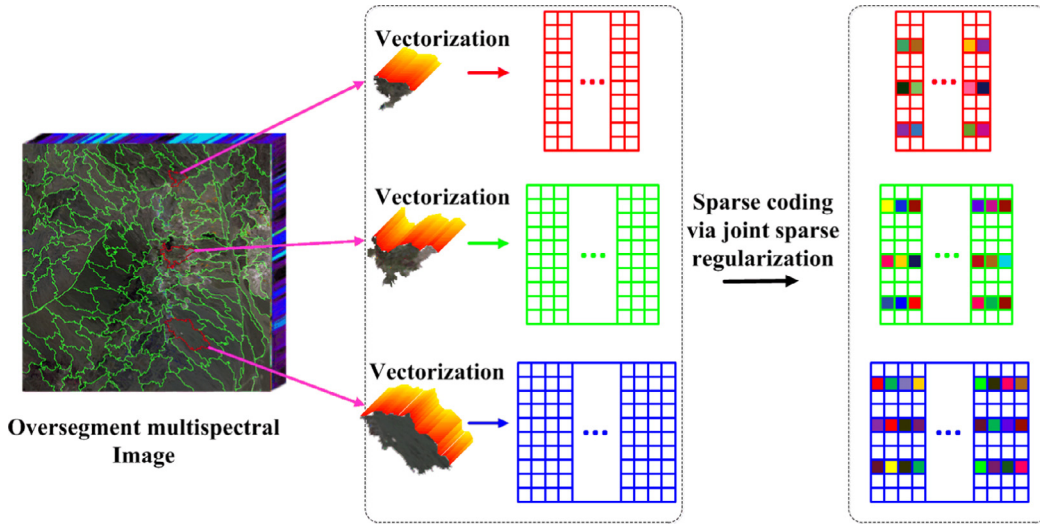 Vectorization
Vectorization
Vectorization
Oversegment multispectral
Image
Sparse coding
via joint sparse
regularization